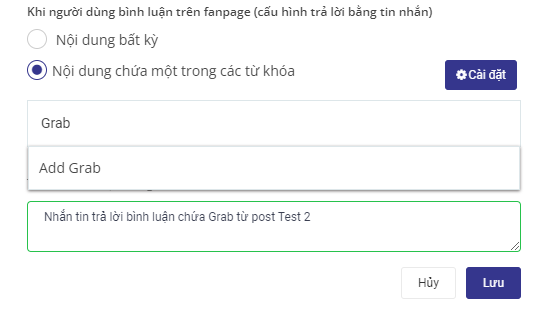 Khi người dùng bình luận trên fanpage (cấu hình trả lời bằng tin nhắn)
Nội dung bất kỳ
Nội dung chứa một trong các từ khóa
Cài đặt
Grab
Add Grab
Nhắn tin trả lời bình luận chứa Grab từ post Test 2
Hủy
Lưu